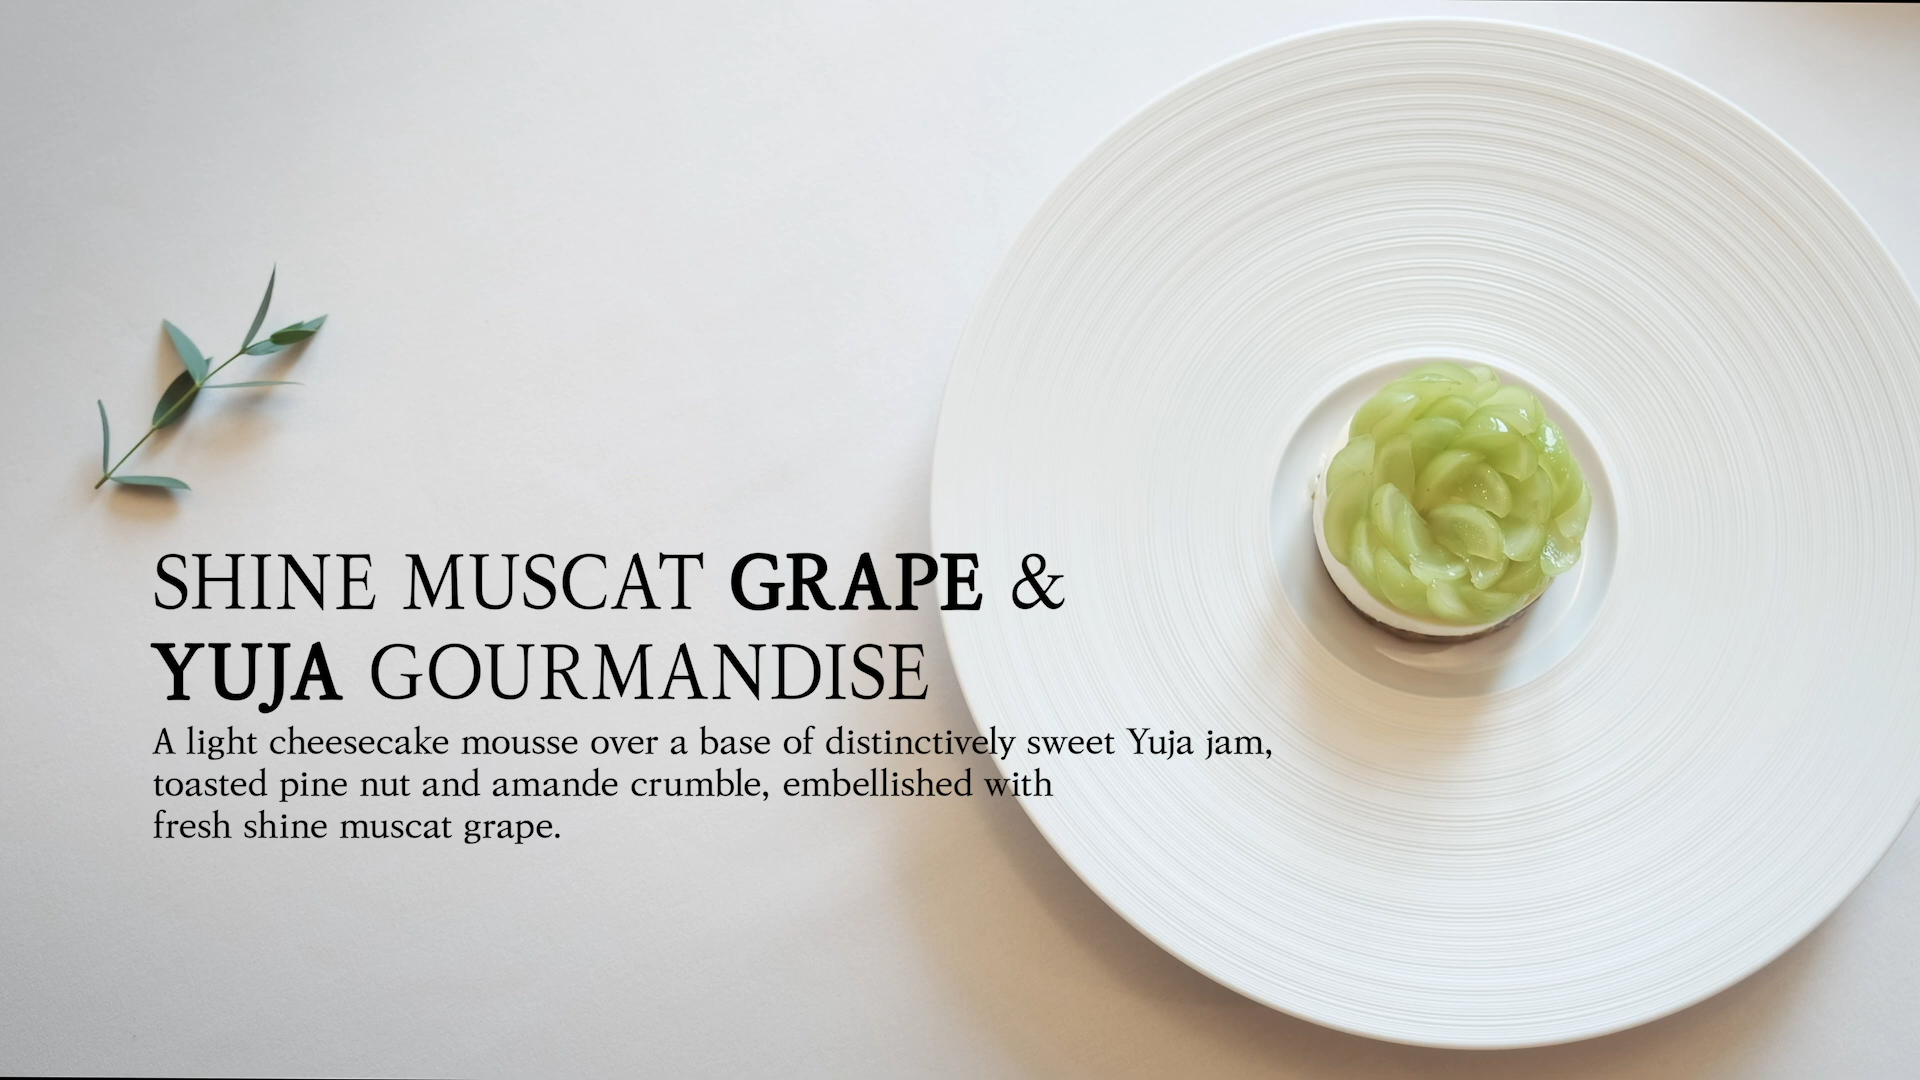 SHINE MUSCAT GRAPE &
YUJA GOURMANDISE
A light cheesecake mousse over a base of distinctively sweet Yuja jam,
toasted pine nut and amande crumble, embellished with
fresh shine muscat grape.